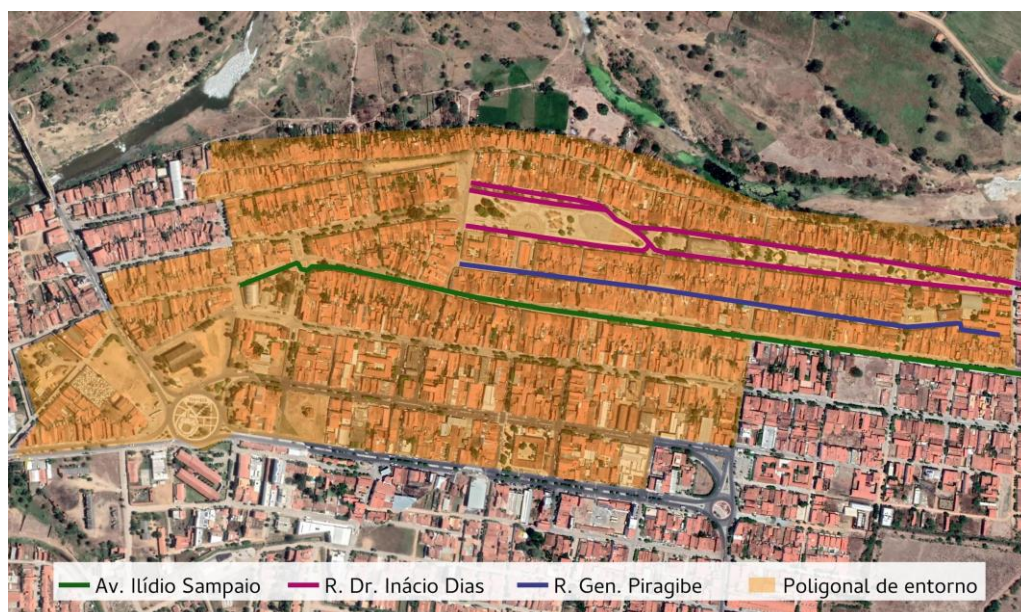 Av. Ilídio Sampaio R. Dr. Inácio Dias R. Gen. Piragibe Poligonal de entorno